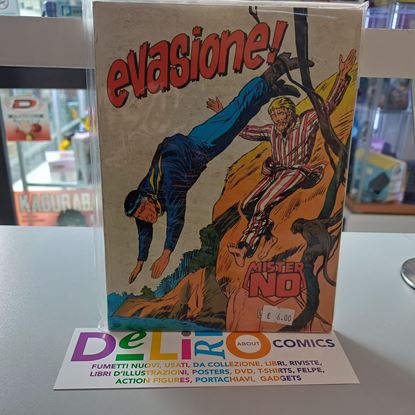 evasione!
MISTER
NO
€ 6.00
DeLiRiO
ABOUT
COMICS
FUMETTI NUOVI, USATI, DA COLLEZIONE, LIBRI, RIVISTE,
LIBRI D'ILLUSTRAZIONI, POSTERS, DVD, T-SHIRTS, FELPE,
ACTION FIGURES, PORTACHIAVI, GADGETS
KAGURABA